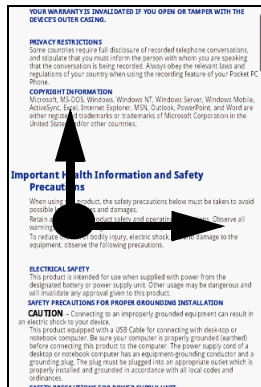 YOUR WARRANTY IS INVALIDATED IF YOU OPEN OR TAMPER WITH THE
DEVICE'S OUTER CASING.
PRIVACY RESTRICTIONS
Some countries require full disclosure of recorded telephone conversations,
and stipulate that you must inform the person with whom you are speaking
that the conversation is being recorded. Always obey the relevant laws and
regulations of your country when using the recording feature of your Pocket PC
Phone.
COPYRIGHT INFORMATION
Microsoft, MS-DOS, Windows, Windows NT, Windows Server, Windows Mobile,
ActiveSync, Excel, Internet Explorer, MSN, Outlook, PowerPoint, and Word are
either registered trademarks or trademarks of Microsoft Corporation in the
United States and/or other countries.
Important Health Information and Safety
Precautions
When using product, the safety precautions below must be taken to avoid
possible and damages.
Retain product safety and operating Observe all
warnings
To reduce bodily injury, electric shock, and damage to the
equipment, observe the following precautions.
ELECTRICAL SAFETY
This product is intended for use when supplied with power from the
designated battery or power supply unit. Other usage may be dangerous and
will invalidate any approval given to this product.
SAFETY PRECAUTIONS FOR PROPER GROUNDING INSTALLATION
CAUTION – Connecting to an improperly grounded equipment can result in
an electric shock to your device.
This product equipped with a USB Cable for connecting with desk-top or
notebook computer. Be sure your computer is properly grounded (earthed)
before connecting this product to the computer. The power supply cord of a
desktop or notebook computer has an equipment-grounding conductor and a
grounding plug. The plug must be plugged into an appropriate outlet which is
properly installed and grounded in accordance with all local codes and
ordinances.